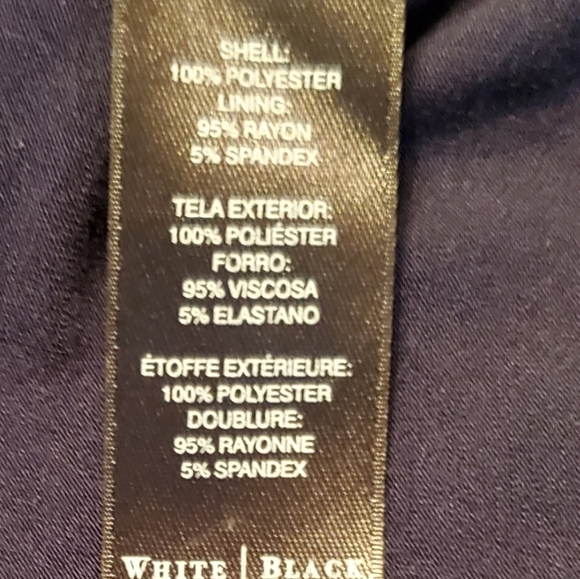 SHELL:
100% POLYESTER
LINING:
95% RAYON
5% SPANDEX
TELA EXTERIOR:
100% POLIÉSTER
FORRO:
95% VISCOSA
5% ELASTANO
ÉTOFFE EXTÉRIEURE:
100% POLYESTER
DOUBLURE:
95% RAYONNE
5% SPANDEX
WHITE | BLACK